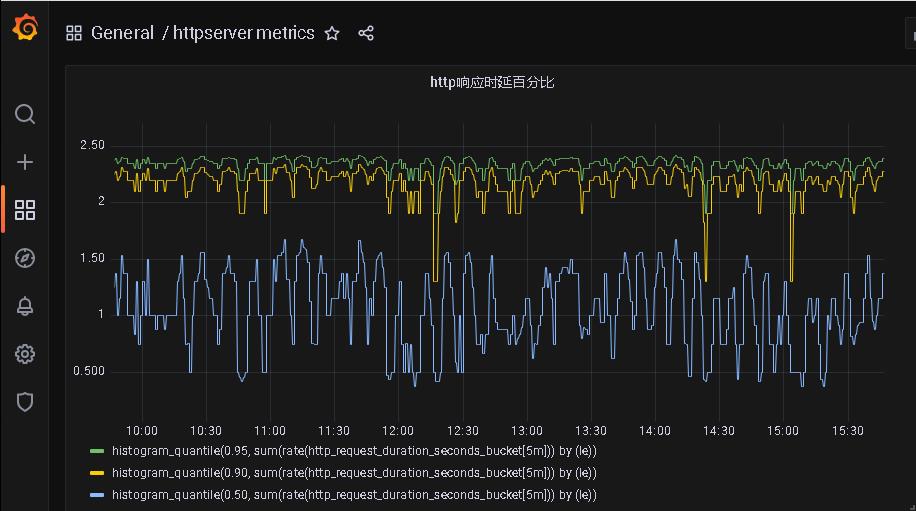 General / httpserver metrics
http响应时延百分比
2.50
2
1.50
1
0.500
10:00 10:30 11:00 11:30 12:00 12:30 13:00 13:30 14:00 14:30 15:00 15:30
histogram_quantile(0.95, sum(rate(http_request_duration_seconds_bucket[5m])) by (le))
histogram_quantile(0.90, sum(rate(http_request_duration_seconds_bucket[5m])) by (le))
histogram_quantile(0.50, sum(rate(http_request_duration_seconds_bucket[5m])) by (le))